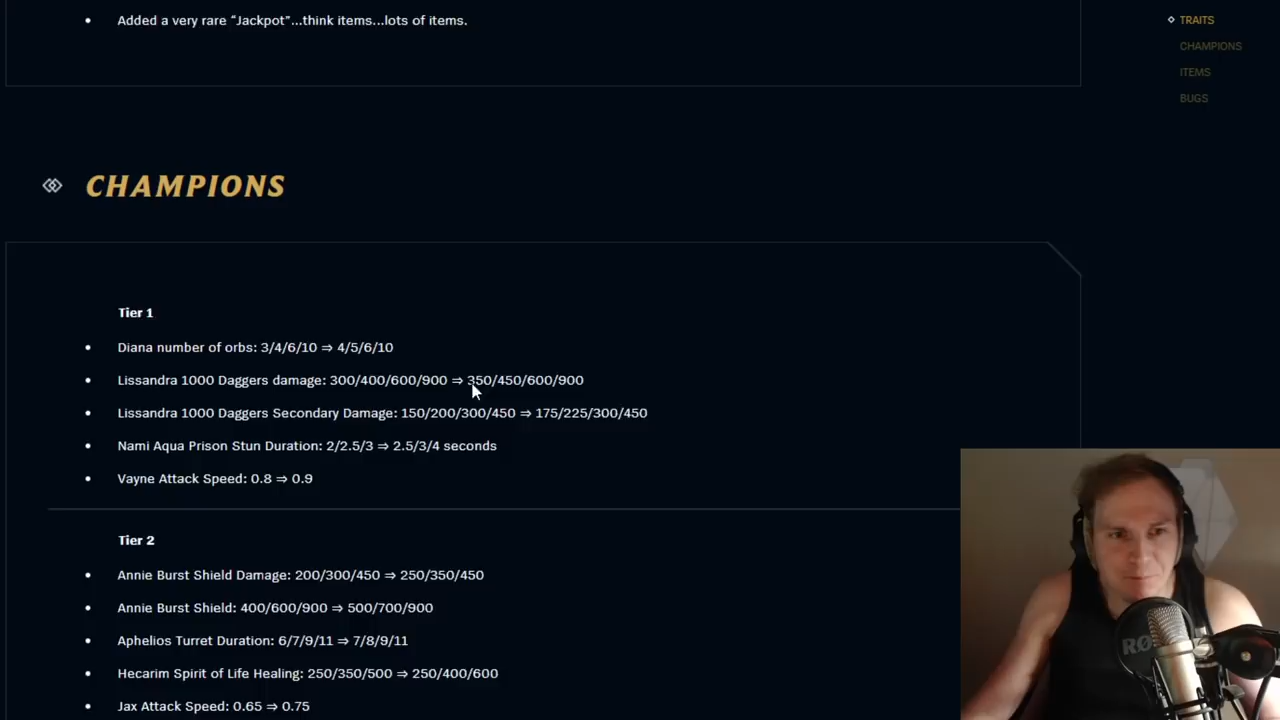 Added a very rare “Jackpot”...think items...lots of items.
TRAITS
CHAMPIONS
ITEMS
BUGS
CHAMPIONS
Tier 1
Diana number of orbs: 3/4/6/10 ⇒ 4/5/6/10
Lissandra 1000 Daggers damage: 300/400/600/900 ⇒ 350/450/600/900
Lissandra 1000 Daggers Secondary Damage: 150/200/300/450 ⇒ 175/225/300/450
Nami Aqua Prison Stun Duration: 2/2.5/3 ⇒ 2.5/3/4 seconds
Vayne Attack Speed: 0.8 ⇒ 0.9
Tier 2
Annie Burst Shield Damage: 200/300/450 ⇒ 250/350/450
Annie Burst Shield: 400/600/900 ⇒ 500/700/900
Aphelios Turret Duration: 6/7/9/11 ⇒ 7/8/9/11
Hecarim Spirit of Life Healing: 250/350/500 ⇒ 250/400/600
Jax Attack Speed: 0.65 ⇒ 0.75